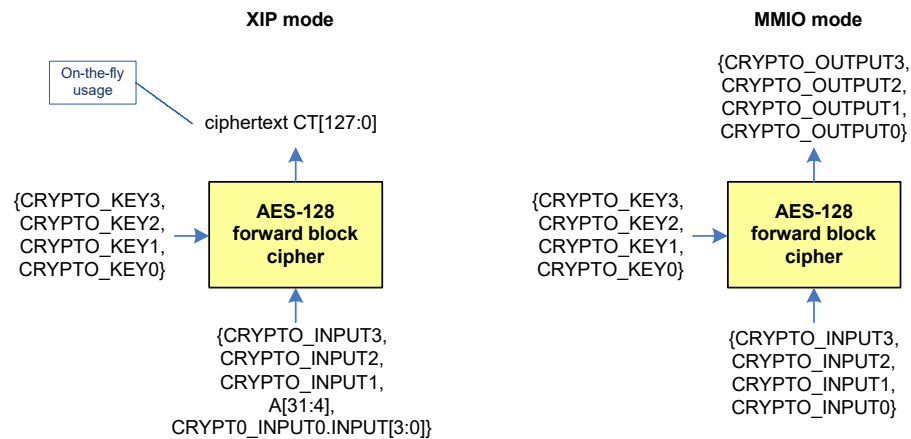 XIP mode
On-the-fly
usage
ciphertext CT[127:0]
{CRYPTO_KEY3,
CRYPTO_KEY2,
CRYPTO_KEY1,
CRYPTO_KEY0}
AES-128
forward block
cipher
{CRYPTO_INPUT3,
CRYPTO_INPUT2,
CRYPTO_INPUT1,
A[31:4],
CRYPT0_INPUT0.INPUT[3:0]}
MMIO mode
{CRYPTO_OUTPUT3,
CRYPTO_OUTPUT2,
CRYPTO_OUTPUT1,
CRYPTO_OUTPUT0}
{CRYPTO_KEY3,
CRYPTO_KEY2,
CRYPTO_KEY1,
CRYPTO_KEY0}
AES-128
forward block
cipher
{CRYPTO_INPUT3,
CRYPTO_INPUT2,
CRYPTO_INPUT1,
CRYPTO_INPUT0}